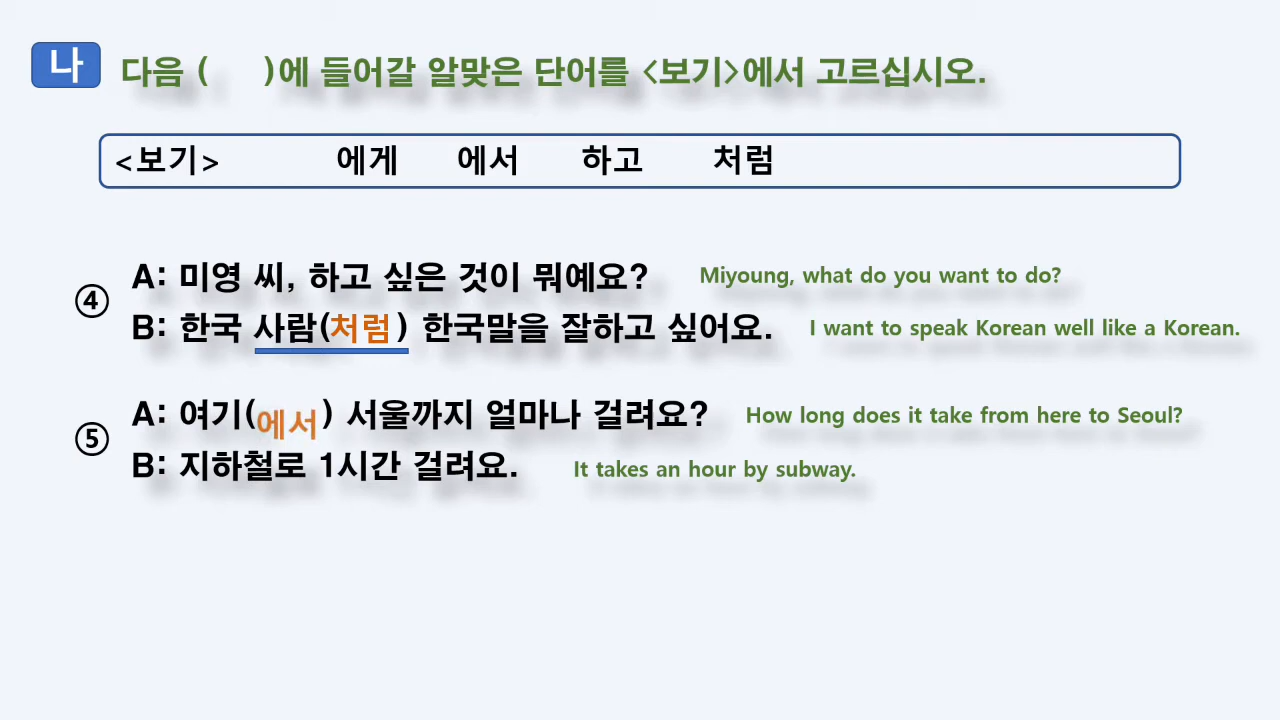 나 다음 ( )에 들어갈 알맞은 단어를 <보기>에서 고르십시오.
<보기> 에게 에서 하고 처럼
④ A: 미영 씨, 하고 싶은 것이 뭐예요? Miyoung, what do you want to do?
B: 한국 사람(처럼) 한국말을 잘하고 싶어요. I want to speak Korean well like a Korean.
⑤ A: 여기(에서) 서울까지 얼마나 걸려요? How long does it take from here to Seoul?
B: 지하철로 1시간 걸려요. It takes an hour by subway.